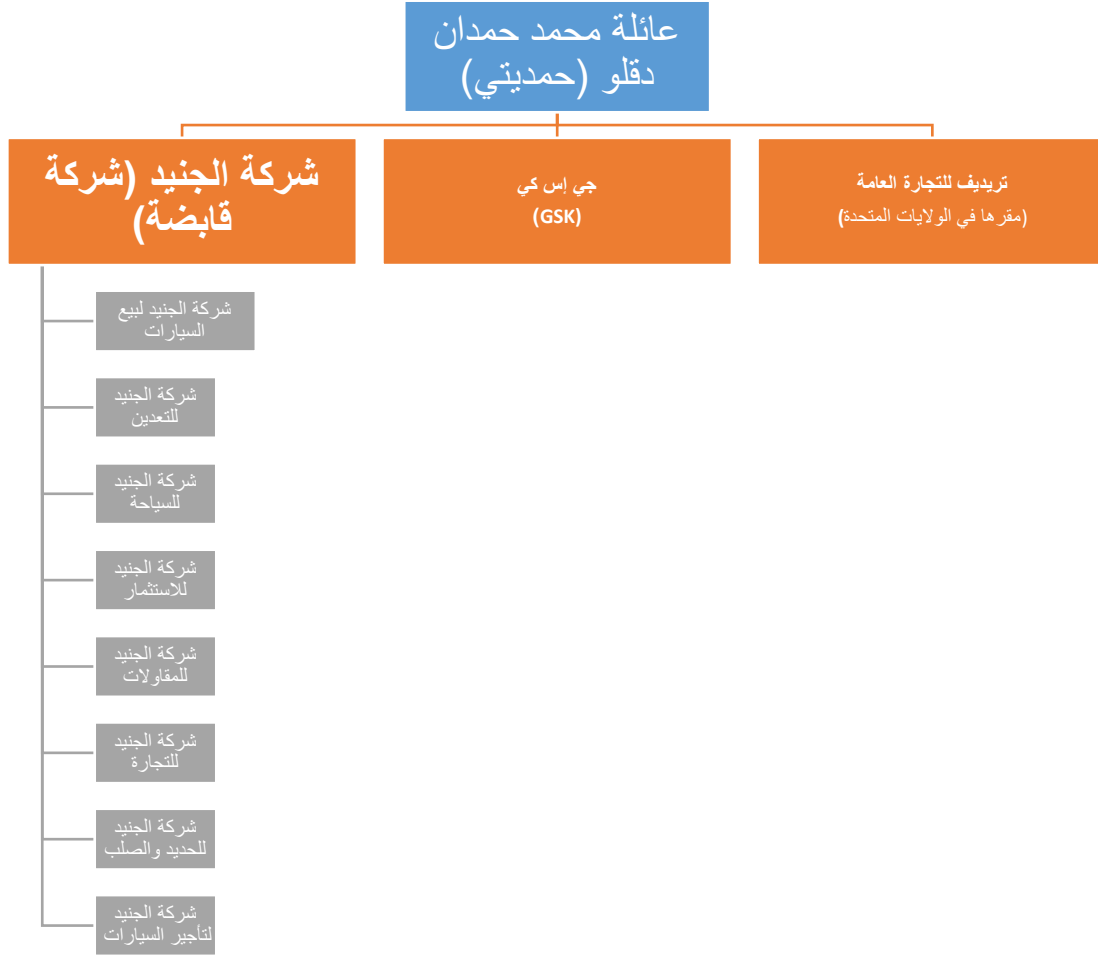 عائلة محمد حمدان
دقلو (حمديتي)
تريديف للتجارة العامة
(مقرها في الولايات المتحدة)
جي إس كي
(GSK)
شركة الجنيد (شركة
قابضة)
شركة الجنيد لبيع
السيارات
شركة الجنيد
للتعدين
شركة الجنيد
للسياحة
شركة الجنيد
للاستثمار
شركة الجنيد
للمقاولات
شركة الجنيد
للتجارة
شركة الجنيد
للحديد والصلب
شركة الجنيد
لتأجير السيارات